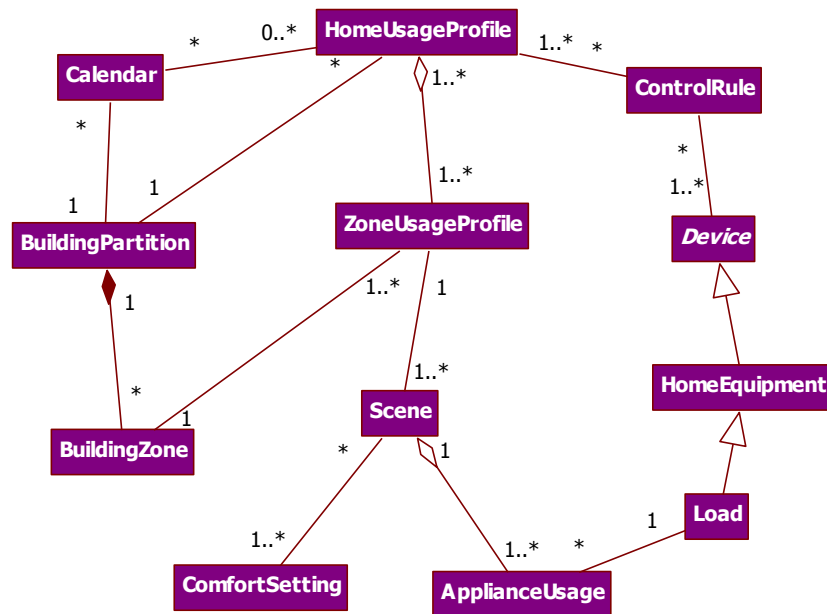 HomeUsageProfile
* 0..*
1..* *
Calendar
*
1..*
ControlRule
*
*
1
1
1..*
1..*
BuildingPartition
ZoneUsageProfile
Device
1
1..*
1
*
1..*
HomeEquipment
1
Scene
BuildingZone
*
1
Load
1..*
1..*
*
1
ComfortSetting
ApplianceUsage